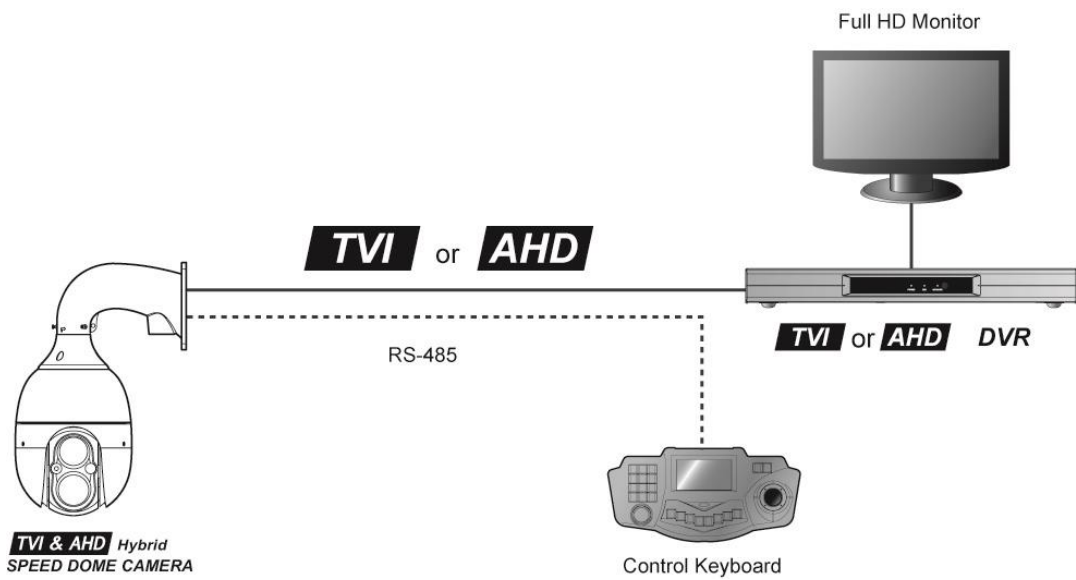 Full HD Monitor
TVI or AHD
RS-485
TVI or AHD DVR
TVI & AHD Hybrid
SPEED DOME CAMERA
Control Keyboard